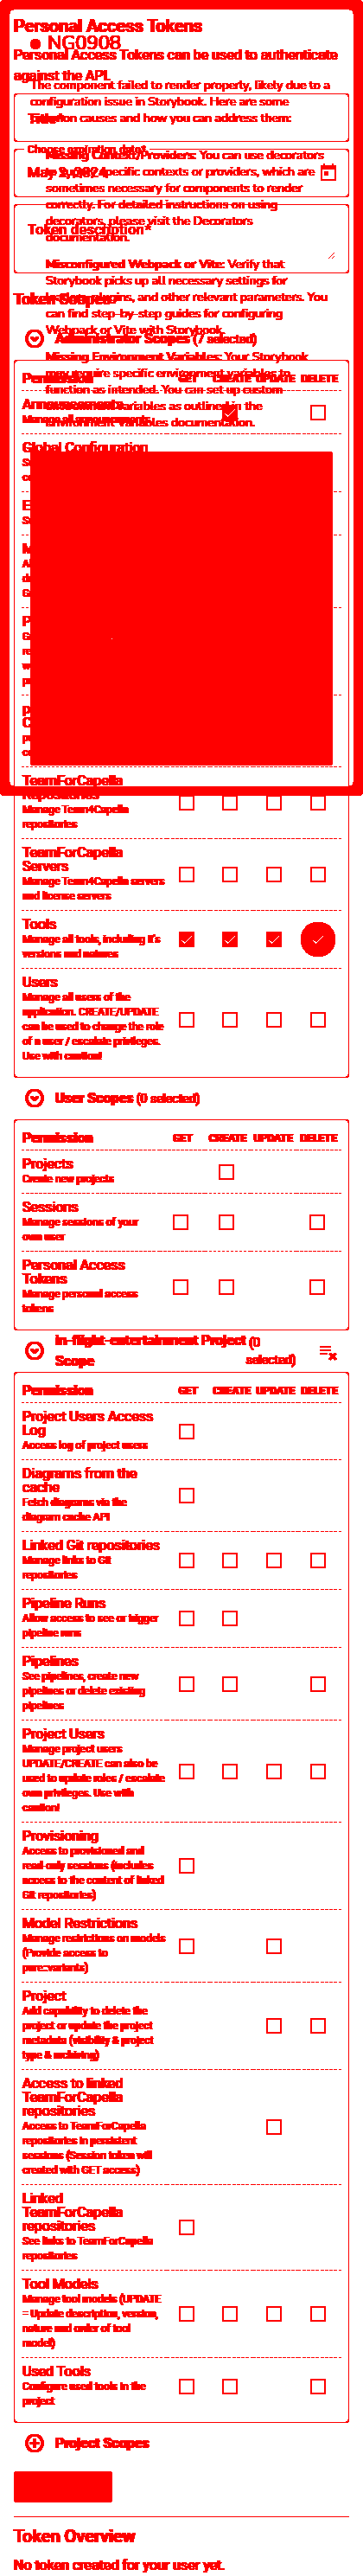 Personal Access Tokens
NG0908
Personal Access Tokens can be used to authenticate
against the API.
The component failed to render properly, likely due to a
configuration issue in Storybook. Here are some
common causes and how you can address them:
Choose expiration date*
Missing Context/Providers: You can use decorators
specific contexts or providers, which are
sometimes necessary for components to render
correctly. For detailed instructions on using
decorators, please visit the Decorators
Token description*
documentation.
Misconfigured Webpack or Vite: Verify that
Storybook picks up all necessary settings for
Token Scopes
plugins, and other relevant parameters. You
can find step-by-step guides for configuring
Webpack or Vite with Storybook.
Administrator Scopes (7 selected)
Missing Environment Variables: Your Storybook
may require specific environment variables to
Permission GET CREATE UPDATE DELETE
function as intended. You can set up custom
Announcements
variables as outlined in the
environment variables documentation.
Global Configuration
TeamForCapella
Repositories
Manage Team4Capella
repositories
TeamForCapella
Servers
Manage Team4Capella servers
and license servers
Tools
Manage all tools, including it's
versions and natures
Users
Manage all users of the
application. CREATE/UPDATE
can be used to change the role
of a user / escalate privileges.
Use with caution!
User Scopes (0 selected)
Permission GET CREATE UPDATE DELETE
Projects
Create new projects
Sessions
Manage sessions of your
own user
Personal Access
Tokens
Manage personal access
tokens
In-flight-entertainment Project (0
Scope selected)
Permission GET CREATE UPDATE DELETE
Project Users Access
Log
Access log of project users
Diagrams from the
cache
Fetch diagrams via the
diagram cache API
Linked Git repositories
Manage links to Git
repositories
Pipeline Runs
Allow access to see or trigger
pipeline runs
Pipelines
See pipelines, create new
pipelines or delete existing
pipelines
Project Users
Manage project users
UPDATE/CREATE can also be
used to update roles / escalate
own privileges. Use with
caution!
Provisioning
Access to provisioned and
read-only sessions (includes
access to the content of linked
Git repositories)
Model Restrictions
Manage restrictions on models
(Provide access to
pure::variants)
Project
Add capability to delete the
project or update the project
metadata (visibility & project
type & archiving)
Access to linked
TeamForCapella
repositories
Access to TeamForCapella
repositories in persistent
sessions (Session token will
created with GET access)
Linked
TeamForCapella
repositories
See links to TeamForCapella
repositories
Tool Models
Manage tool models (UPDATE
= Update description, version,
nature and order of tool
model)
Used Tools
Configure used tools in the
project
Project Scopes
Token Overview
No token created for your user yet.